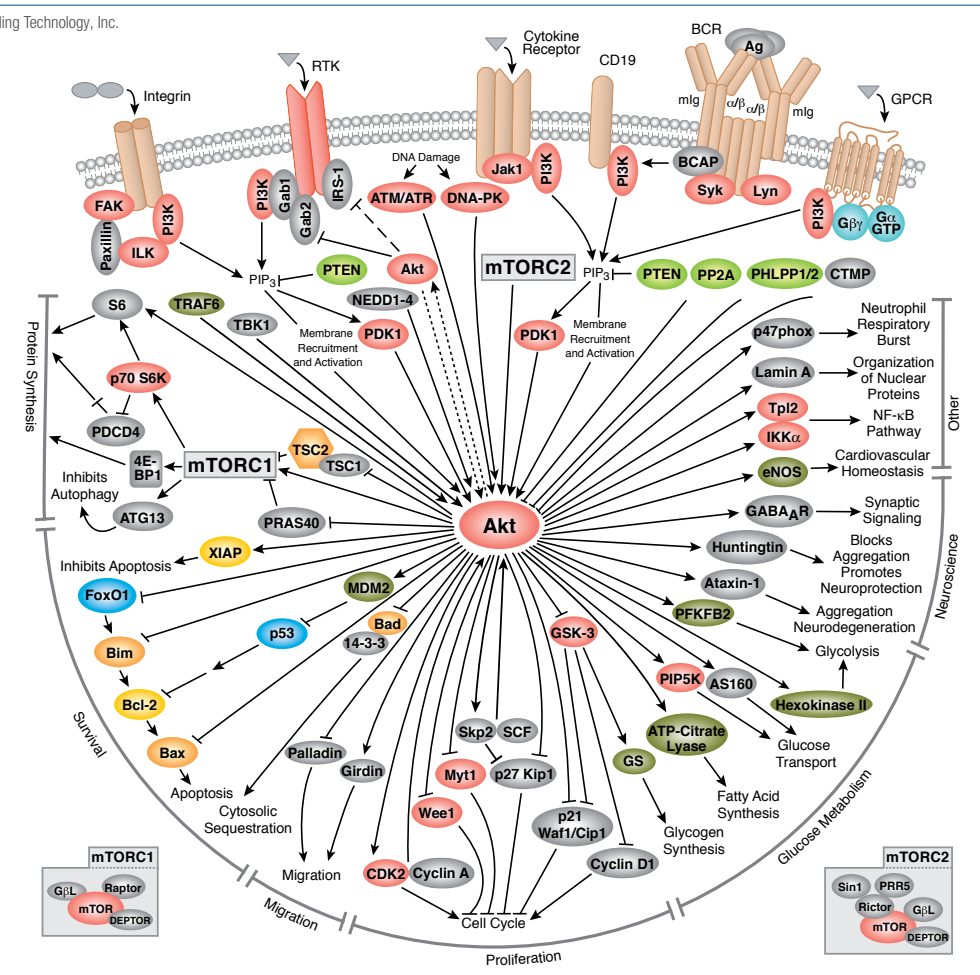 ling Technology, Inc.
Integrin
RTK
Cytokine
Receptor
CD19
BCR
Ag
mIg
α/β
α/β
mIg
GPCR
DNA Damage
FAK
PI3K
Paxillin
ILK
PI3K
Gab1
Gab2
IRS-1
ATM/ATR
DNA-PK
Jak1
PI3K
PI3K
BCAP
Syk
Lyn
PI3K
Gβγ
Gα
GTP
PIP3
PTEN
Akt
mTORC2
PIP3
PTEN
PP2A
PHLPP1/2
CTMP
S6
TRAF6
TBK1
NEDD1-4
PDK1
Membrane
Recruitment
and Activation
PDK1
Membrane
Recruitment
and Activation
p47phox
Neutrophil
Respiratory
Burst
Lamin A
Organization
of Nuclear
Proteins
Tpl2
IKKα
NF-κB
Pathway
eNOS
Cardiovascular
Homeostasis
Other
Protein Synthesis
p70 S6K
PDCD4
4E-
BP1
mTORC1
TSC2
TSC1
Inhibits
Autophagy
ATG13
PRAS40
Akt
GABAAR
Synaptic
Signaling
Huntingtin
Blocks
Aggregation
Promotes
Neuroprotection
Ataxin-1
Aggregation
Neurodegeneration
Neuroscience
PFKFB2
Glycolysis
XIAP
Inhibits Apoptosis
FoxO1
MDM2
Bim
p53
Bad
14-3-3
GSK-3
Bcl-2
Bax
Apoptosis
Survival
PIP5K
AS160
Hexokinase II
ATP-Citrate
Lyase
Glucose
Transport
GS
Fatty Acid
Synthesis
Glycogen
Synthesis
Glucose Metabolism
Palladin
Girdin
Cytosolic
Sequestration
Migration
Skp2
SCF
Myt1
p27 Kip1
Wee1
p21
Waf1/Cip1
Cyclin D1
CDK2
Cyclin A
Cell Cycle
Migration
Proliferation
mTORC1
GβL
Raptor
mTOR
DEPTOR
mTORC2
Sin1
PRR5
Rictor
GβL
mTOR
DEPTOR